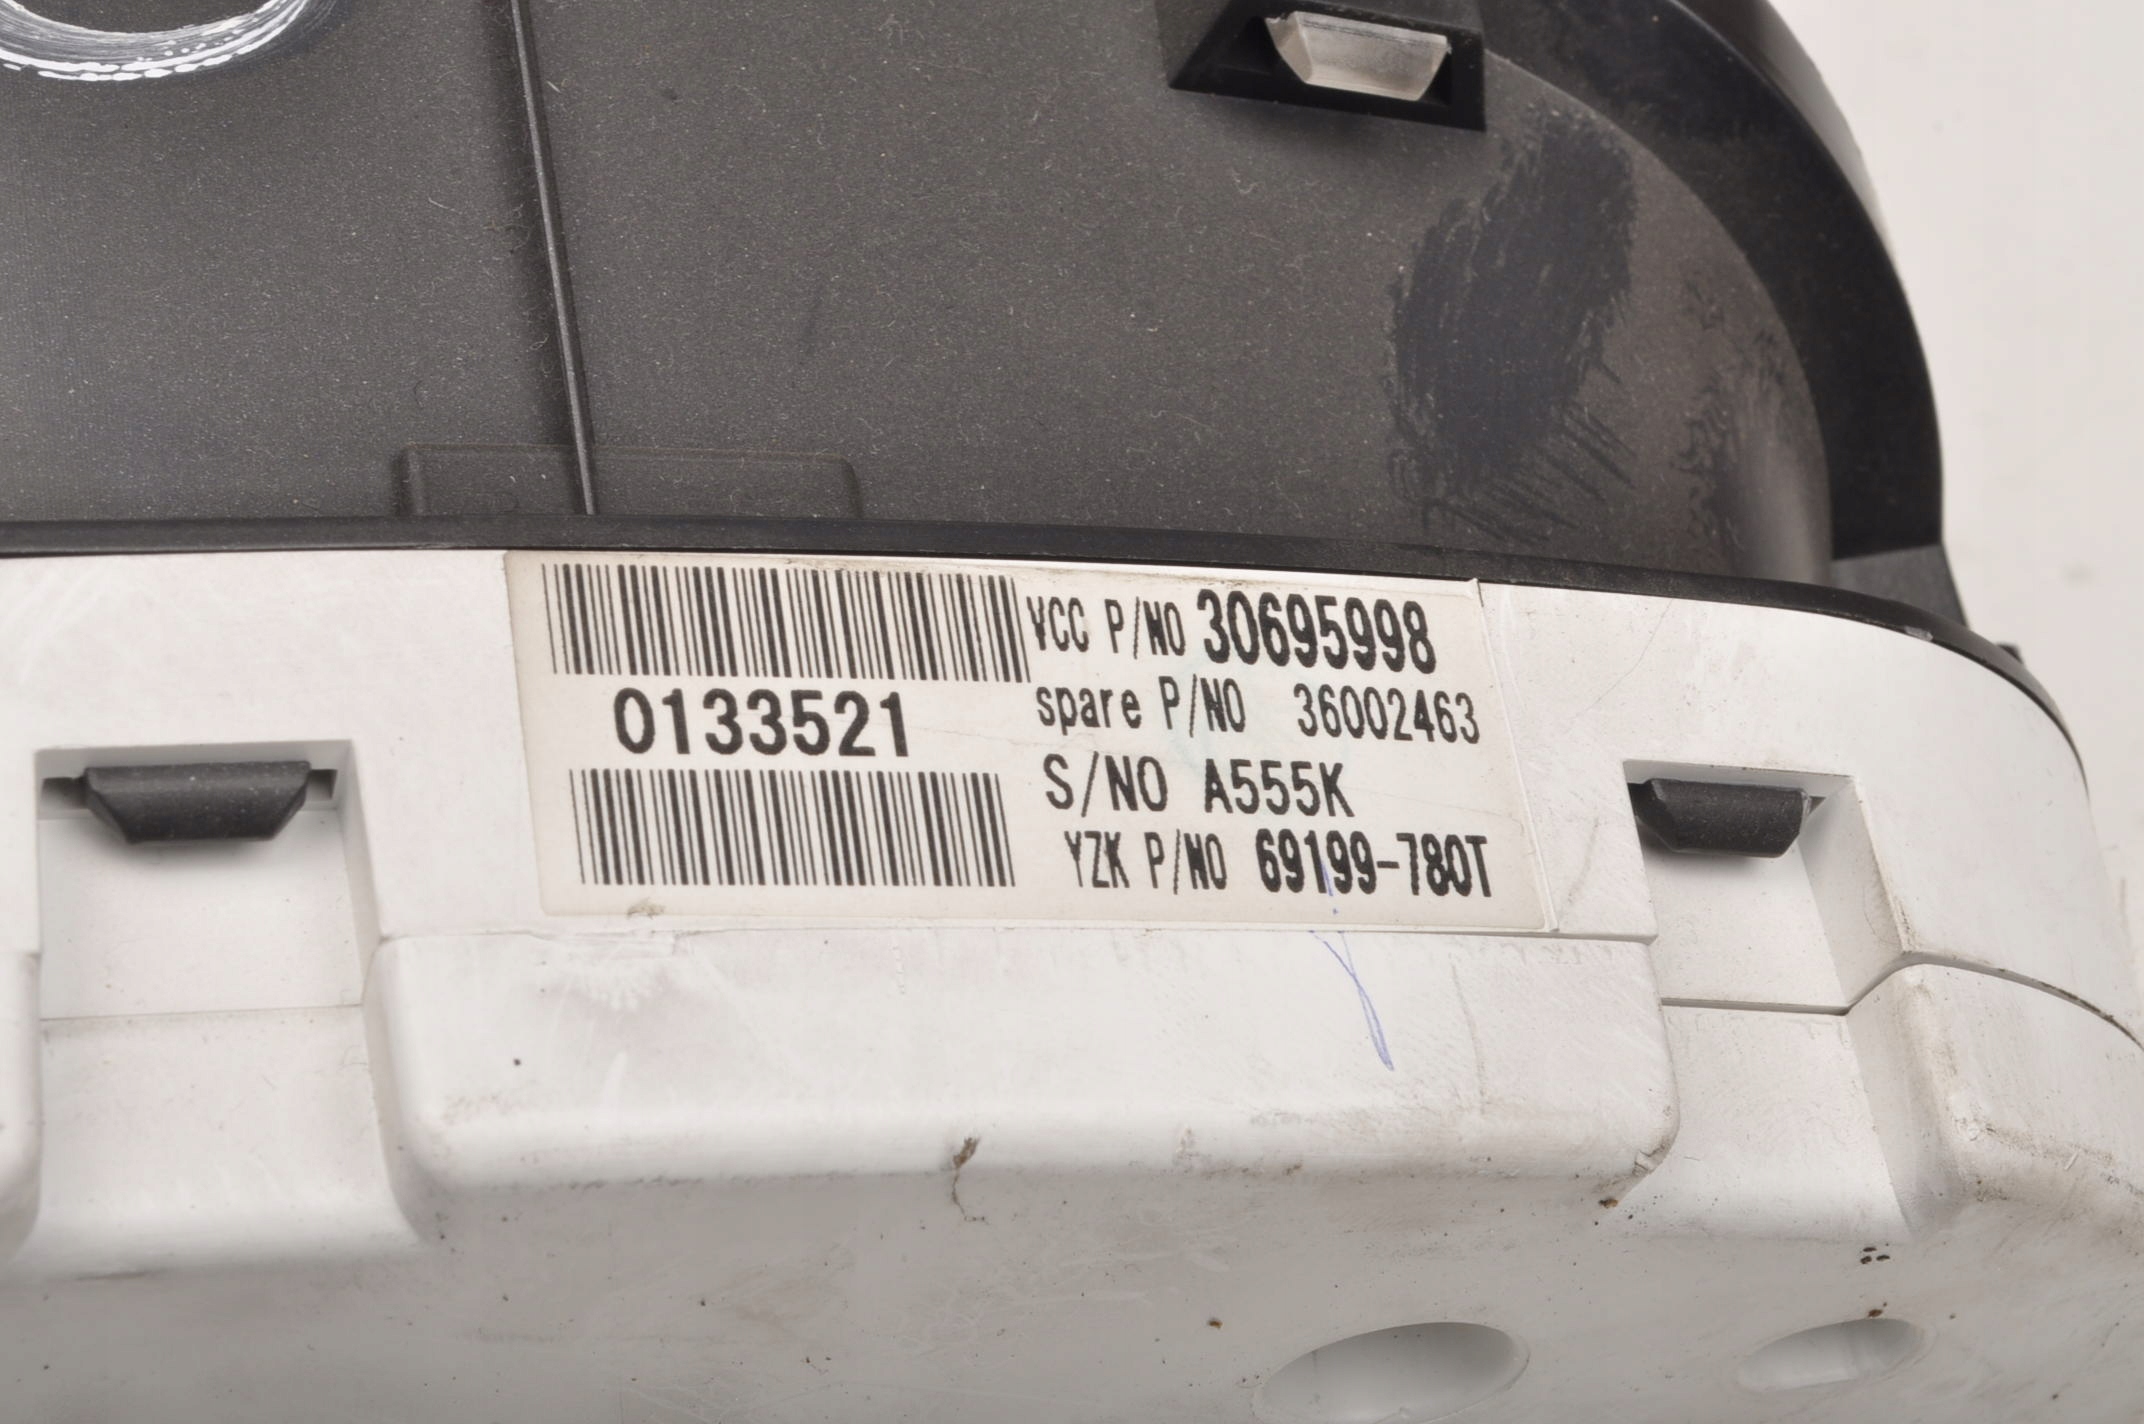 VCC P/NO 30695998
spare P/NO 36002463
0133521
S/NO A555K
YZK P/NO 69199-780T